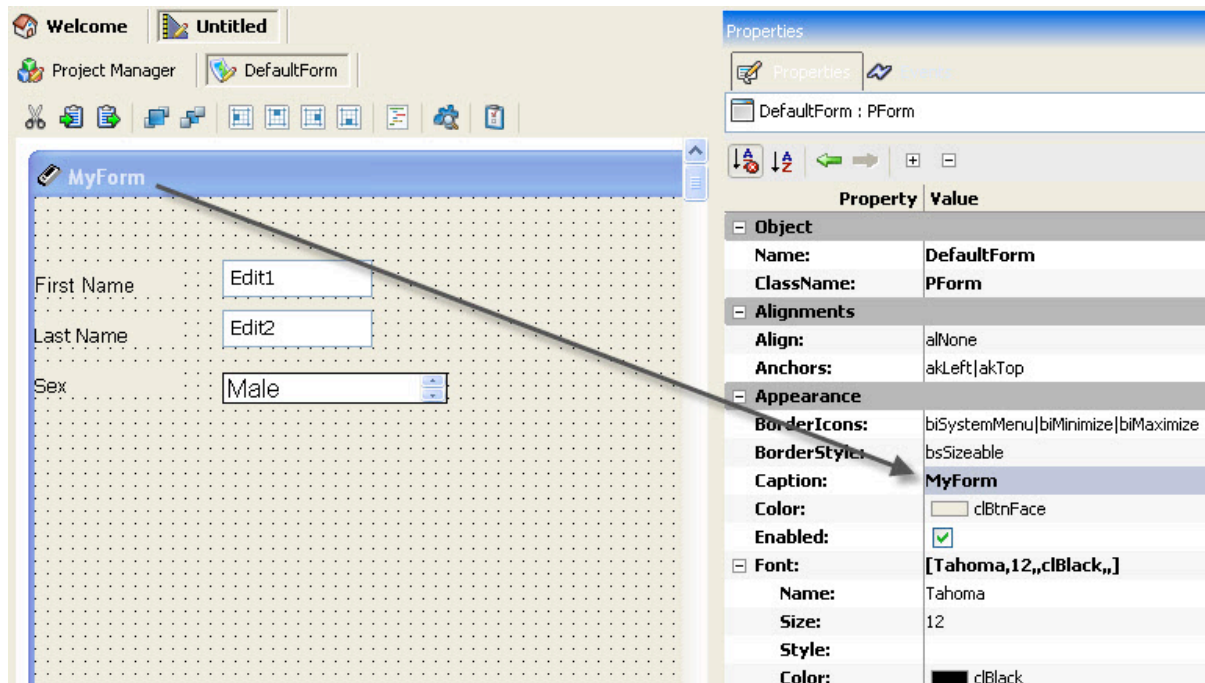 Welcome
Untitled
Project Manager
DefaultForm
MyForm
First Name
Edit1
Last Name
Edit2
Sex
Male
Properties
Properties
DefaultForm : PForm
Property Value
Object
Name: DefaultForm
ClassName: PForm
Alignments
Align: alNone
Anchors: akLeft|akTop
Appearance
BorderIcons: biSystemMenu|biMinimize|biMaximize
BorderStyle: bsSizeable
Caption: MyForm
Color: clBtnFace
Enabled:
Font: [Tahoma,12,,clBlack,,]
Name: Tahoma
Size: 12
Style:
Color: clBlack